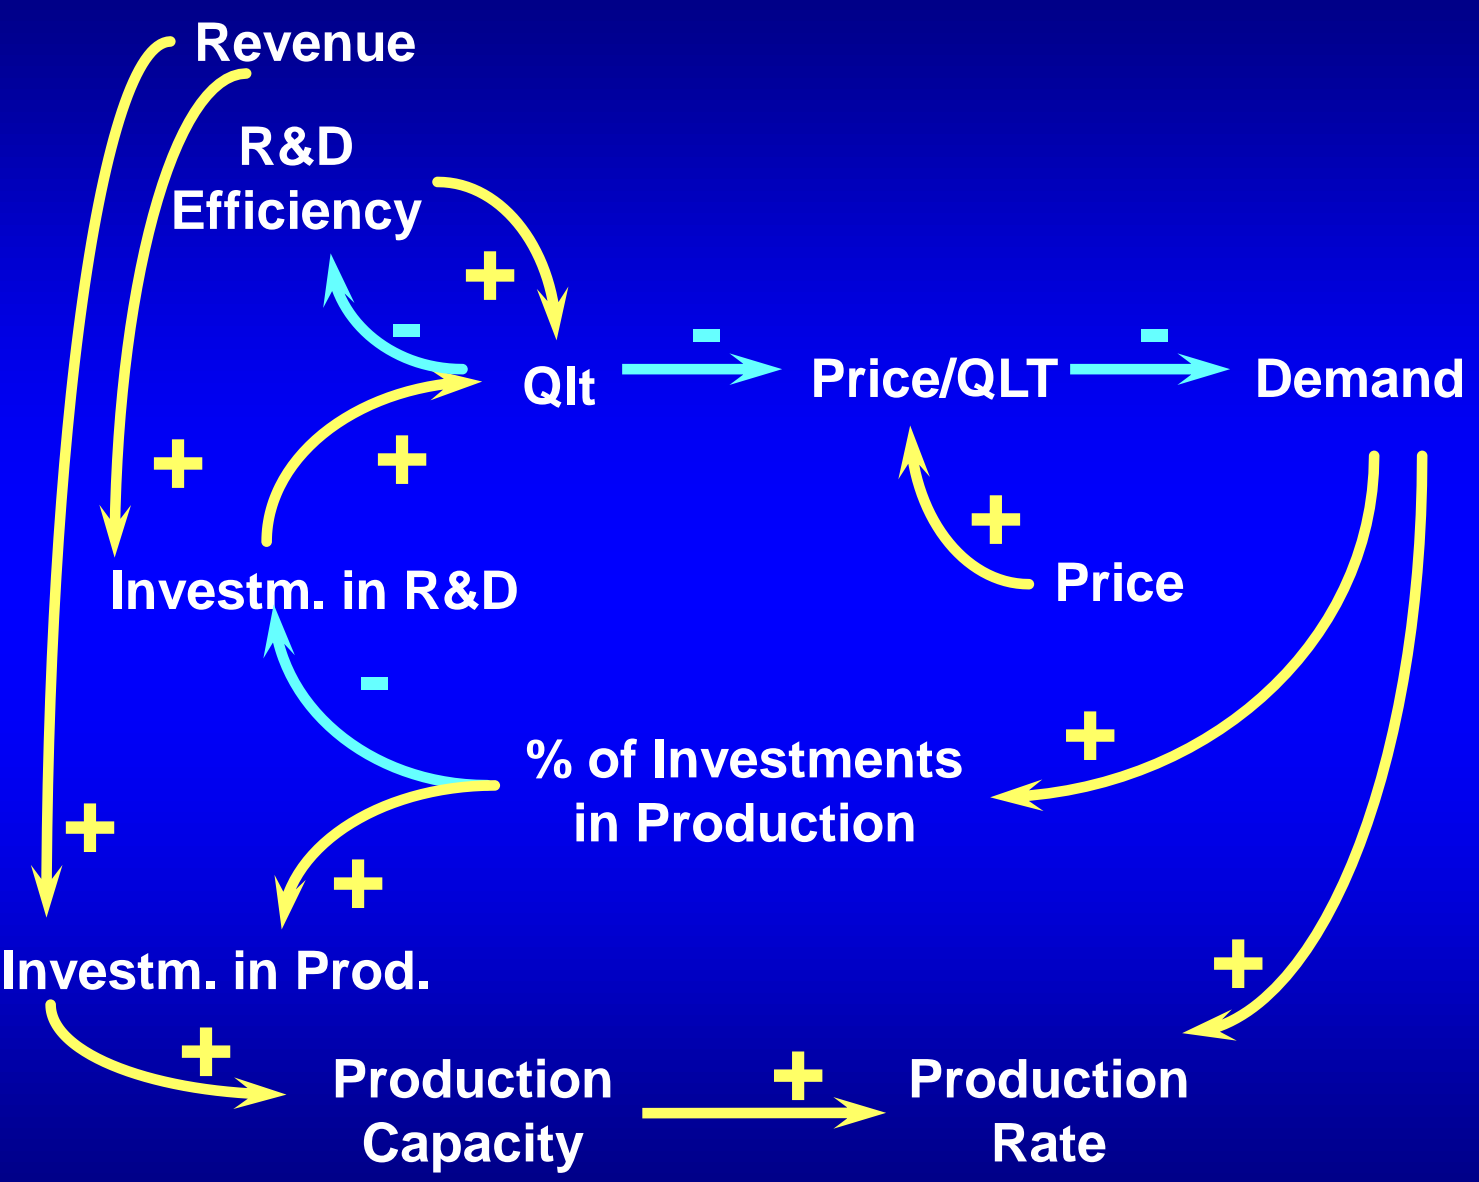 Revenue
R&D
Efficiency
+
-
Qlt
-
Price/QLT
-
Demand
+
+
+
Price
Investm. in R&D
-
% of Investments
in Production
+
+
+
Investm. in Prod.
+
+
Production
Capacity
+
Production
Rate